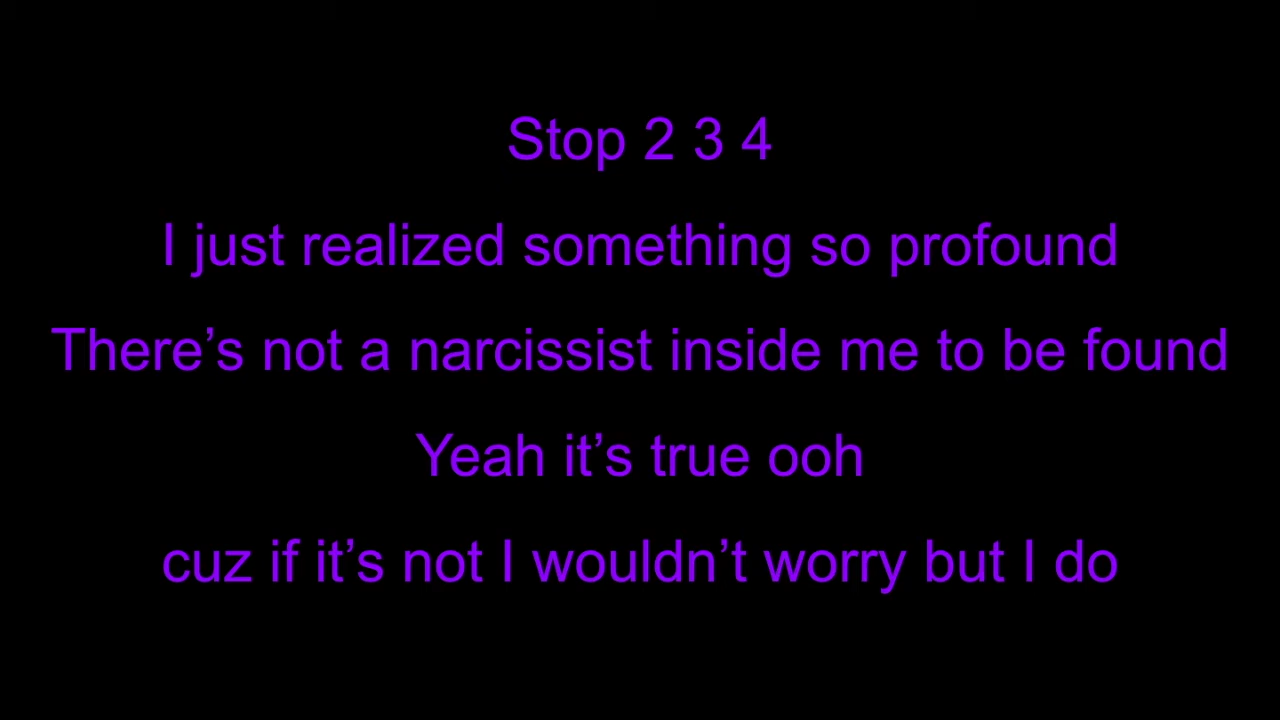 Stop 2 3 4
I just realized something so profound
There’s not a narcissist inside me to be found
Yeah it’s true ooh
cuz if it’s not I wouldn’t worry but I do